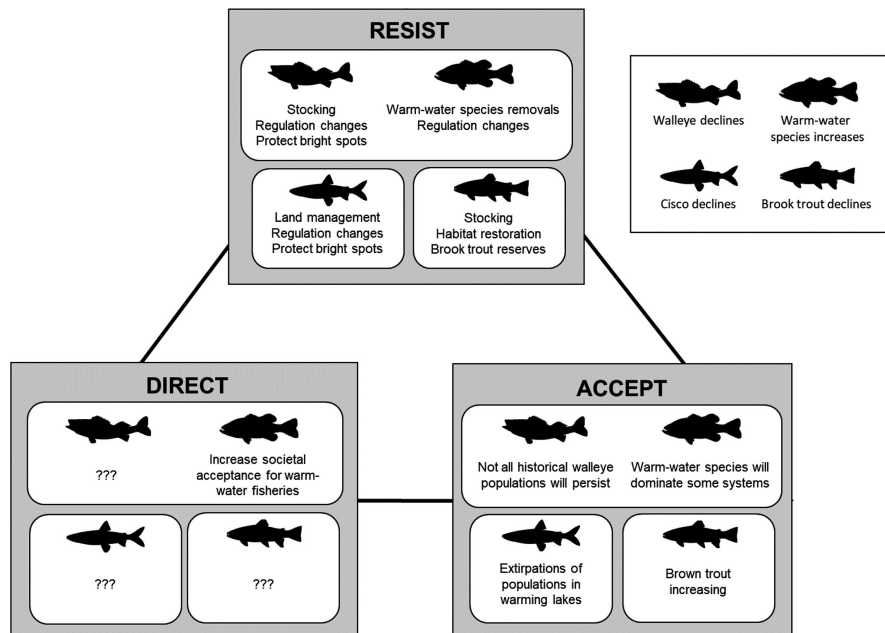 RESIST
Stocking
Regulation changes
Protect bright spots
Warm-water species removals
Regulation changes
Land management
Regulation changes
Protect bright spots
Stocking
Habitat restoration
Brook trout reserves
Walleye declines
Warm-water
species increases
Cisco declines
Brook trout declines
DIRECT
???
Increase societal
acceptance for warm-
water fisheries
???
???
ACCEPT
Not all historical walleye
populations will persist
Warm-water species will
dominate some systems
Extirpations of
populations in
warming lakes
Brown trout
increasing